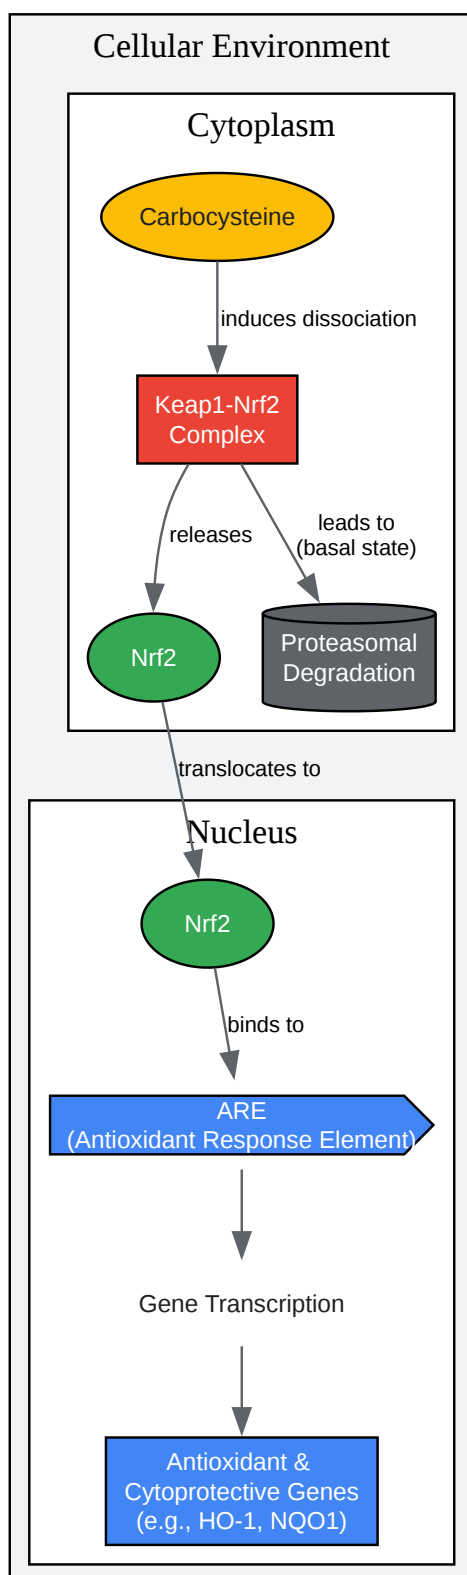 Cellular Environment
Cytoplasm
Carbocysteine
induces dissociation
Keap1-Nrf2
Complex
releases
leads to
(basal state)
Nrf2
Proteasomal
Degradation
translocates to
Nucleus
Nrf2
binds to
ARE
(Antioxidant Response Element)
Gene Transcription
Antioxidant &
Cytoprotective Genes
(e.g., HO-1, NQO1)